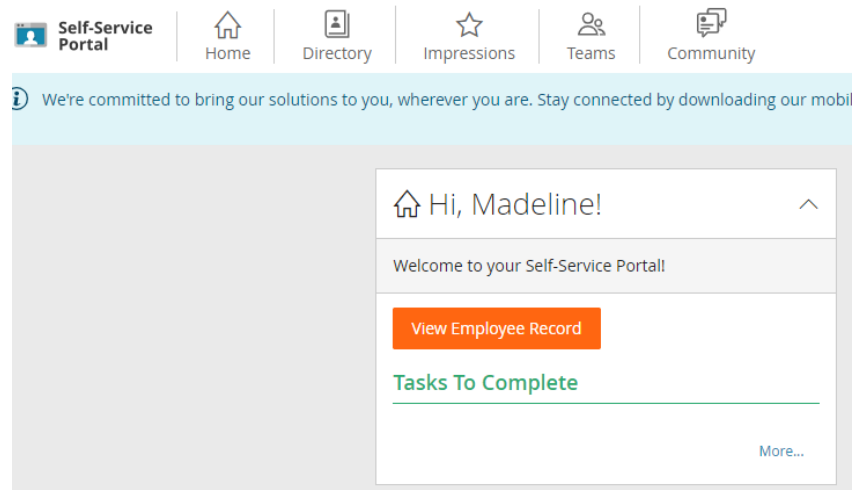 Self-Service
Portal
Home
Directory
Impressions
Teams
Community
We're committed to bring our solutions to you, wherever you are. Stay connected by downloading our mobil
Hi, Madeline!
Welcome to your Self-Service Portal!
View Employee Record
Tasks To Complete
More...